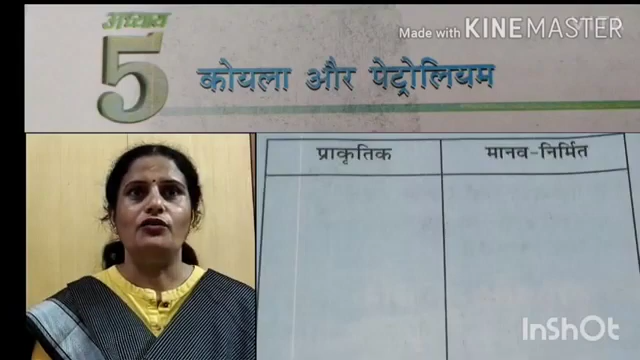 अध्याय
5
कोयला और पेट्रोलियम
Made with KINEMASTER
प्राकृतिक
मानव-निर्मित
InShOt